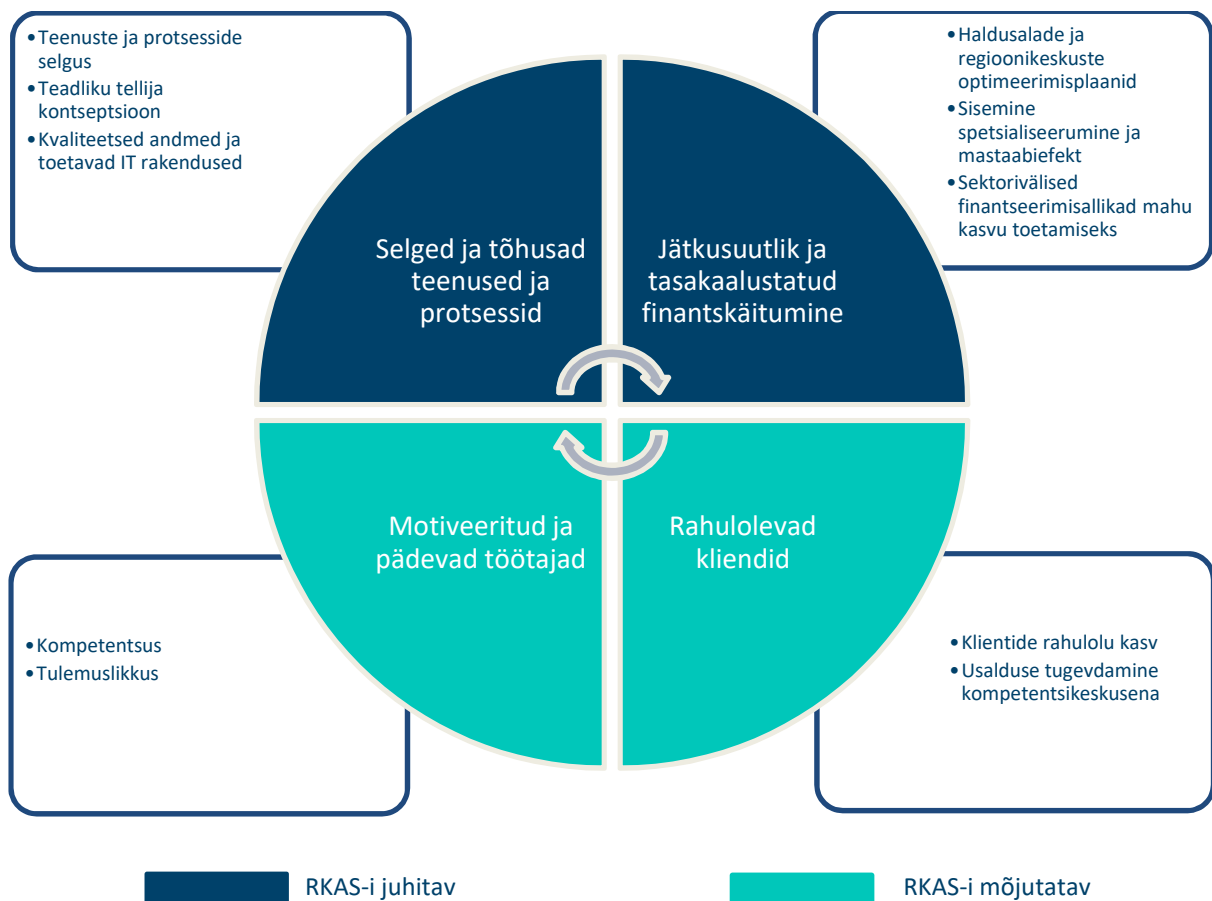 •Teenuste ja protsesside
selgus
•Teadliku tellija
kontseptsioon
•Kvaliteetsed andmed ja
toetavad IT rakendused
•Haldusalade ja
regioonikeskuste
optimeerimisplaanid
•Sisemine
spetsialiseerumine ja
mastaabiefekt
•Sektorivälised
finantseerimisallikad mahu
kasvu toetamiseks
Selged ja tõhusad
teenused ja
protsessid
Jätkusuutlik ja
tasakaalustatud
finantskäitumine
Motiveeritud ja
pädevad töötajad
Rahulolevad
kliendid
•Kompetentsus
•Tulemuslikkus
•Klientide rahulolu kasv
•Usalduse tugevdamine
kompetentsikeskusena
RKAS-i juhitav
RKAS-i mõjutatav